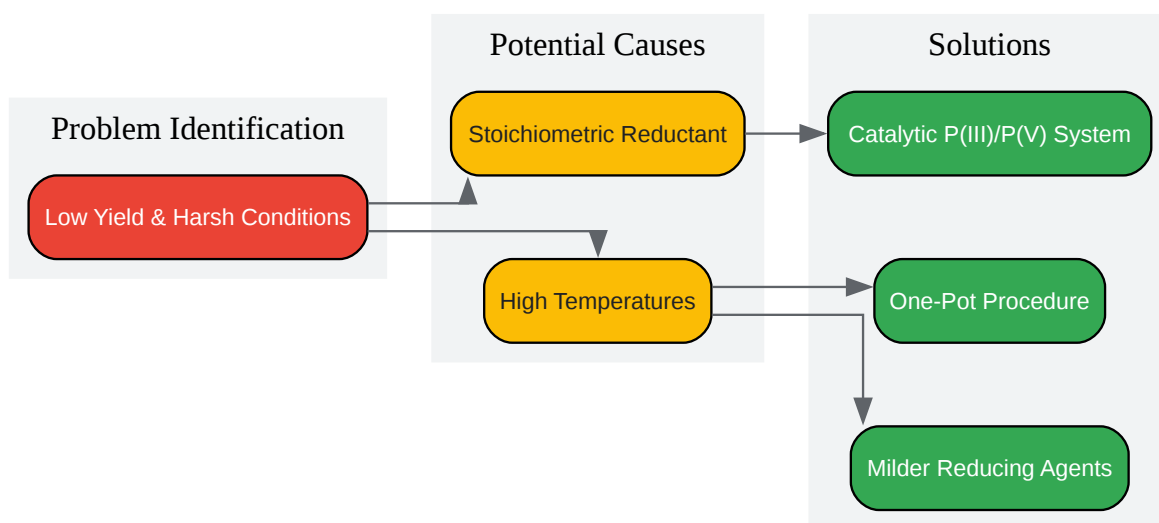 Problem Identification
Low Yield & Harsh Conditions
Potential Causes
Stoichiometric Reductant
High Temperatures
Solutions
Catalytic P(III)/P(V) System
One-Pot Procedure
Milder Reducing Agents